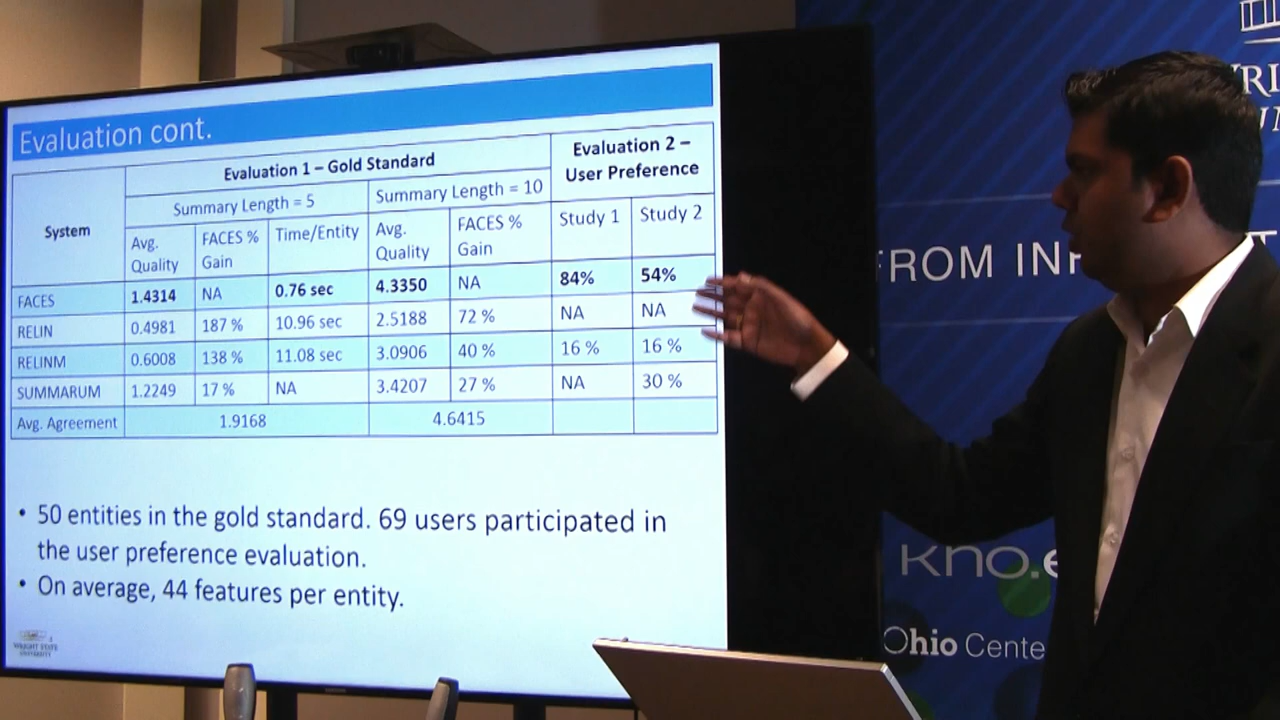 Evaluation cont.
System
Evaluation 1 – Gold Standard
Evaluation 2 –
User Preference
Summary Length = 5
Summary Length = 10
Study 1
Study 2
Avg.
Quality
FACES %
Gain
Time/Entity
Avg.
Quality
FACES %
Gain
FACES 1.4314 NA 0.76 sec 4.3350 NA 84% 54%
RELIN 0.4981 187 % 10.96 sec 2.5188 72 % NA NA
RELINM 0.6008 138 % 11.08 sec 3.0906 40 % 16 % 16 %
SUMMARUM 1.2249 17 % NA 3.4207 27 % NA 30 %
Avg. Agreement 1.9168 4.6415
• 50 entities in the gold standard. 69 users participated in
the user preference evaluation.
• On average, 44 features per entity.
WRIGHT STATE
UNIVERSITY
FROM IN
kno.e
Ohio Cente